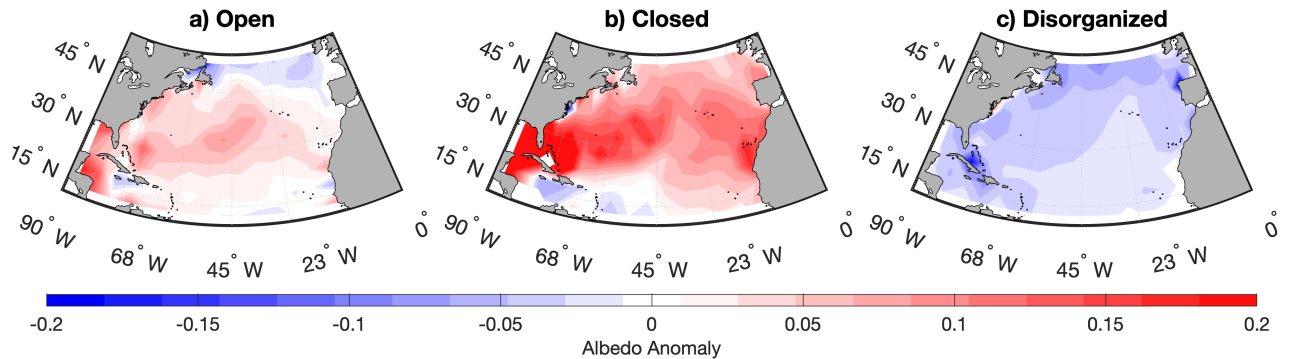 a) Open
b) Closed
c) Disorganized
45° N
30° N
15° N
90° W
68° W
45° W
23° W
0°
45° N
30° N
15° N
90° W
68° W
45° W
23° W
0°
45° N
30° N
15° N
90° W
68° W
45° W
23° W
0°
-0.2
-0.15
-0.1
-0.05
0
0.05
0.1
0.15
0.2
Albedo Anomaly